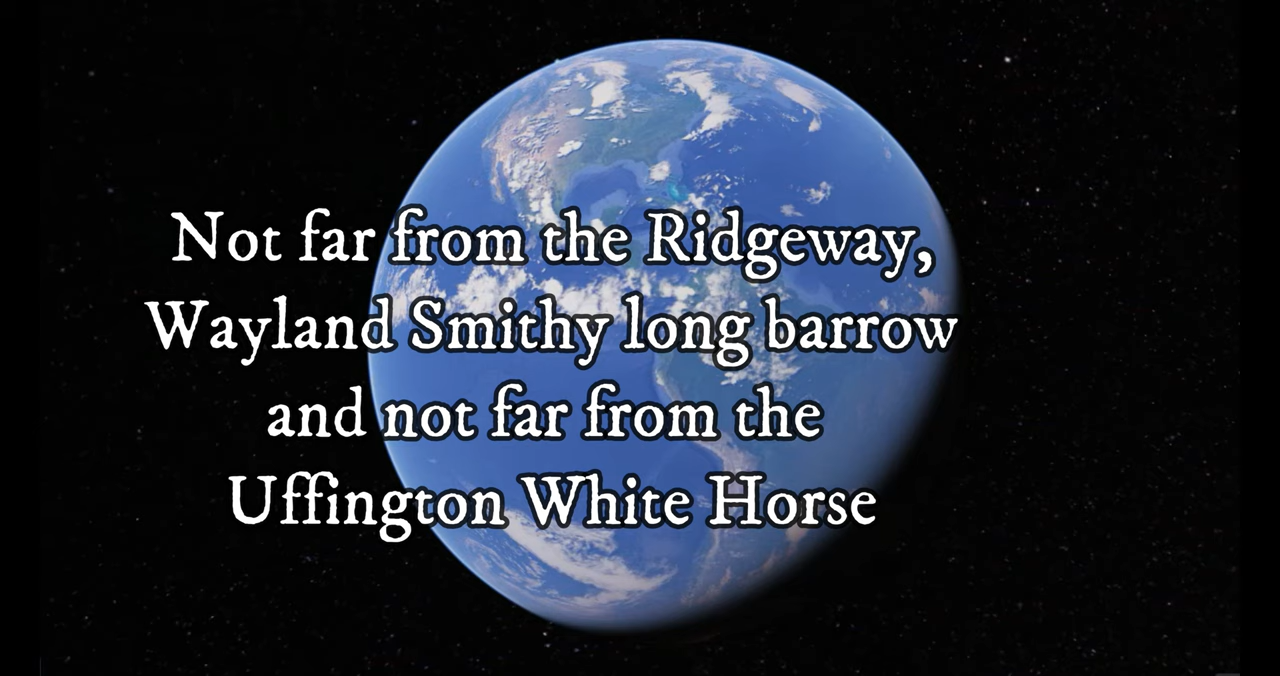 Not far from the Ridgeway,
Wayland Smithy long barrow
and not far from the
Uffington White Horse